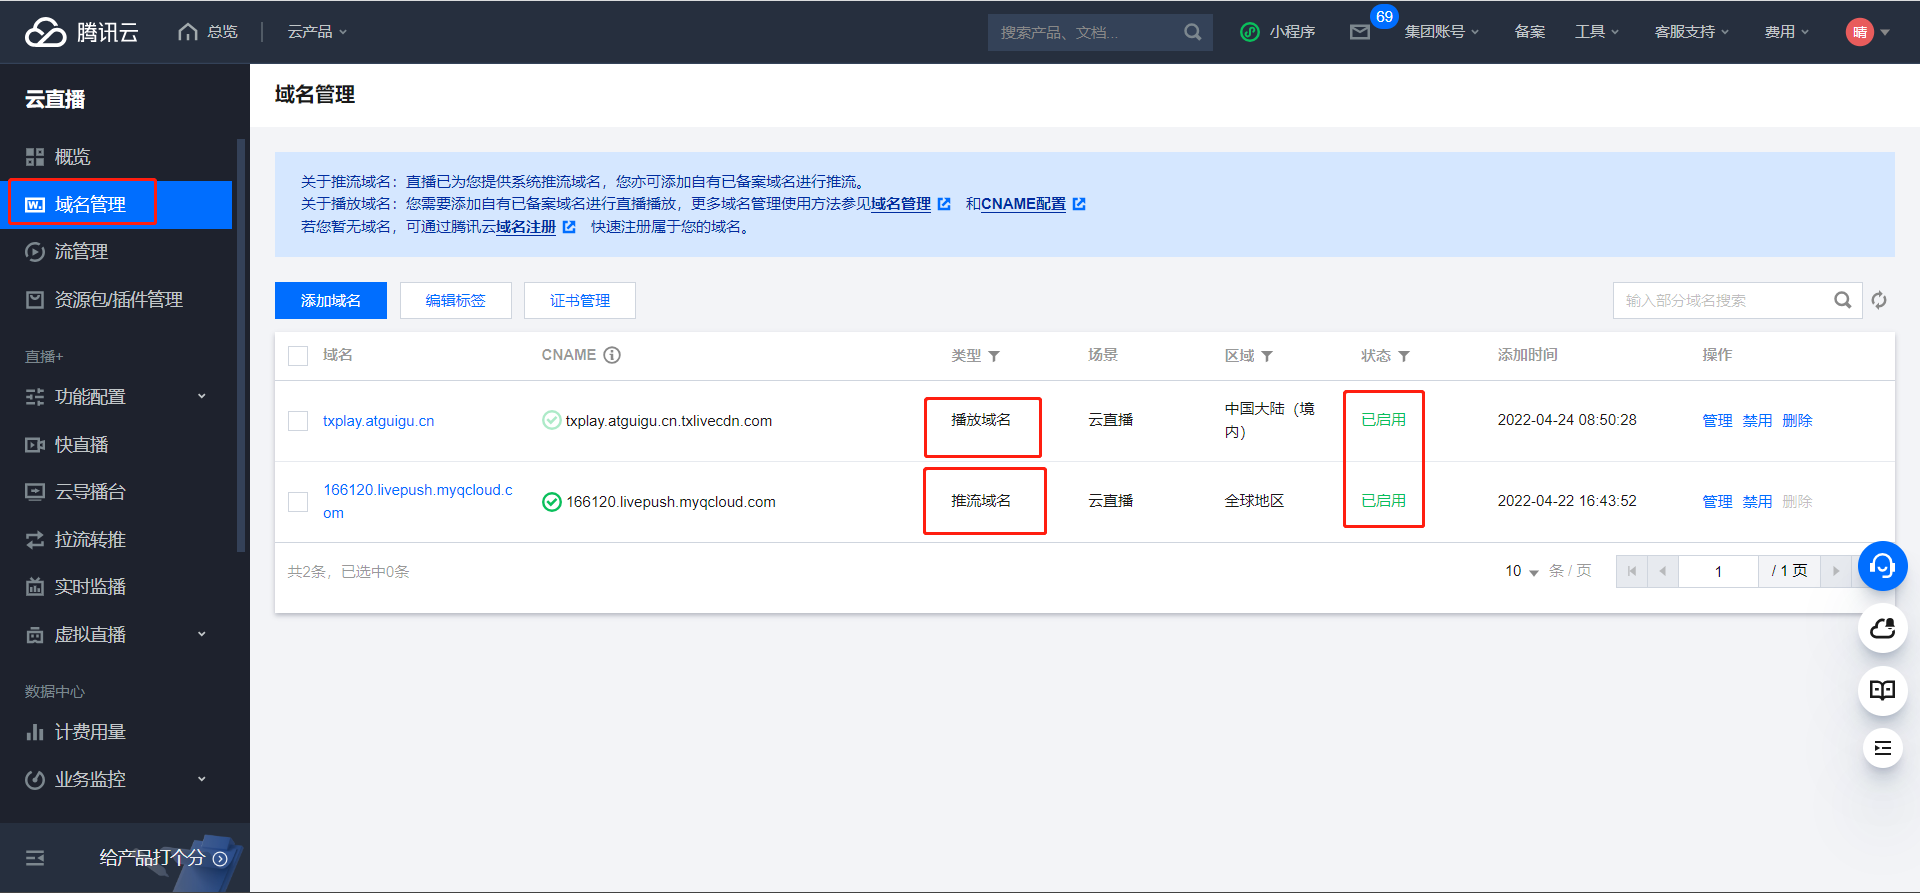 腾讯云 总览 云产品 搜索产品、文档... 小程序 69 集团账号 备案 工具 客服支持 费用 晴
云直播
概览
域名管理
流管理
资源包/插件管理
直播+
功能配置
快直播
云导播台
拉流转推
实时监播
虚拟直播
数据中心
计费用量
业务监控
给产品打个分
域名管理
关于推流域名：直播已为您提供系统推流域名，您亦可添加自有已备案域名进行推流。
关于播放域名：您需要添加自有已备案域名进行直播播放，更多域名管理使用方法参见域名管理 和CNAME配置
若您暂无域名，可通过腾讯云域名注册 快速注册属于您的域名。
添加域名 编辑标签 证书管理 输入部分域名搜索
域名 CNAME 类型 场景 区域 状态 添加时间 操作
txplay.atguigu.cn txplay.atguigu.cn.txlivecdn.com 播放域名 云直播 中国大陆（境
内） 已启用 2022-04-24 08:50:28 管理 禁用 删除
166120.livepush.myqcloud.c
om 166120.livepush.myqcloud.com 推流域名 云直播 全球地区 已启用 2022-04-22 16:43:52 管理 禁用 删除
共2条，已选中0条 10 条 / 页 1 / 1 页